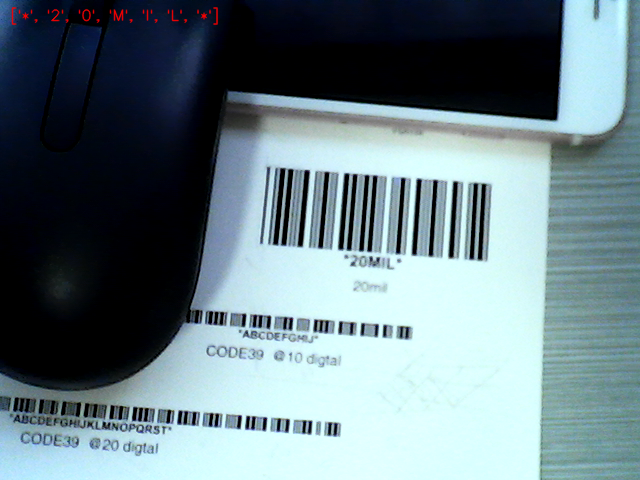 ['*', '2', '0', 'M', 'I', 'L', '*']
*20MIL*
20mil
*ABCDEFGHIJ*
CODE39 @10 digtal
*ABCDEFGHIJKLMNOPQRST*
CODE39 @20 digtal